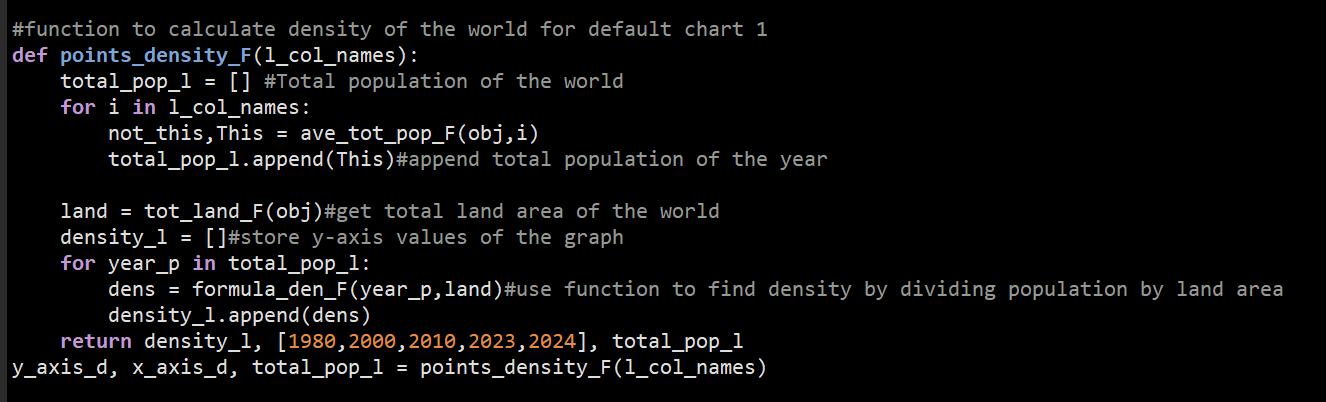 #function to calculate density of the world for default chart 1
def points_density_F(l_col_names):
    total_pop_l = [] #Total population of the world
    for i in l_col_names:
        not_this,This = ave_tot_pop_F(obj,i)
        total_pop_l.append(This)#append total population of the year

    land = tot_land_F(obj)#get total land area of the world
    density_l = []#store y-axis values of the graph
    for year_p in total_pop_l:
        dens = formula_den_F(year_p,land)#use function to find density by dividing population by land area
        density_l.append(dens)
    return density_l, [1980,2000,2010,2023,2024], total_pop_l
y_axis_d, x_axis_d, total_pop_l = points_density_F(l_col_names)